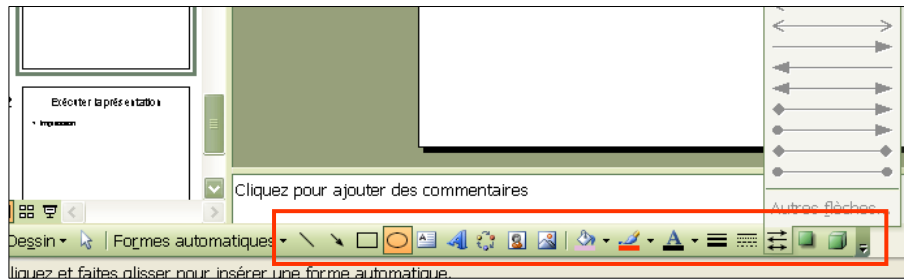 Exécuter la présentation
• Impression
Cliquez pour ajouter des commentaires
Autres flèches...
Dessin
Formes automatiques
liquez et faites glisser pour insérer une forme automatique.